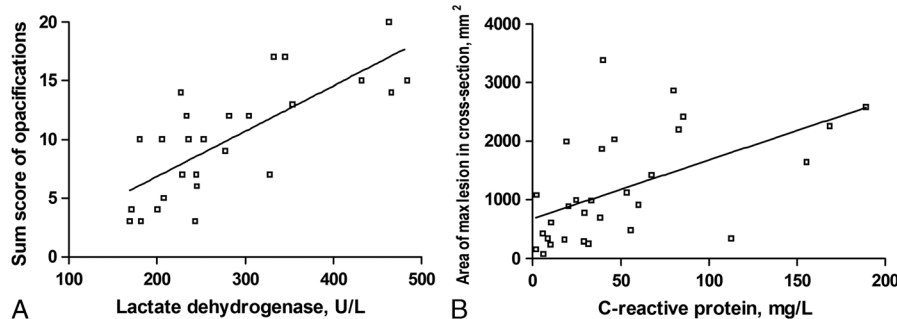 20
15
10
5
0
Sum score of opacifications
100 200 300 400 500
Lactate dehydrogenase, U/L
A
4000
3000
2000
1000
0
Area of max lesion in cross-section, mm²
0 50 100 150 200
C-reactive protein, mg/L
B